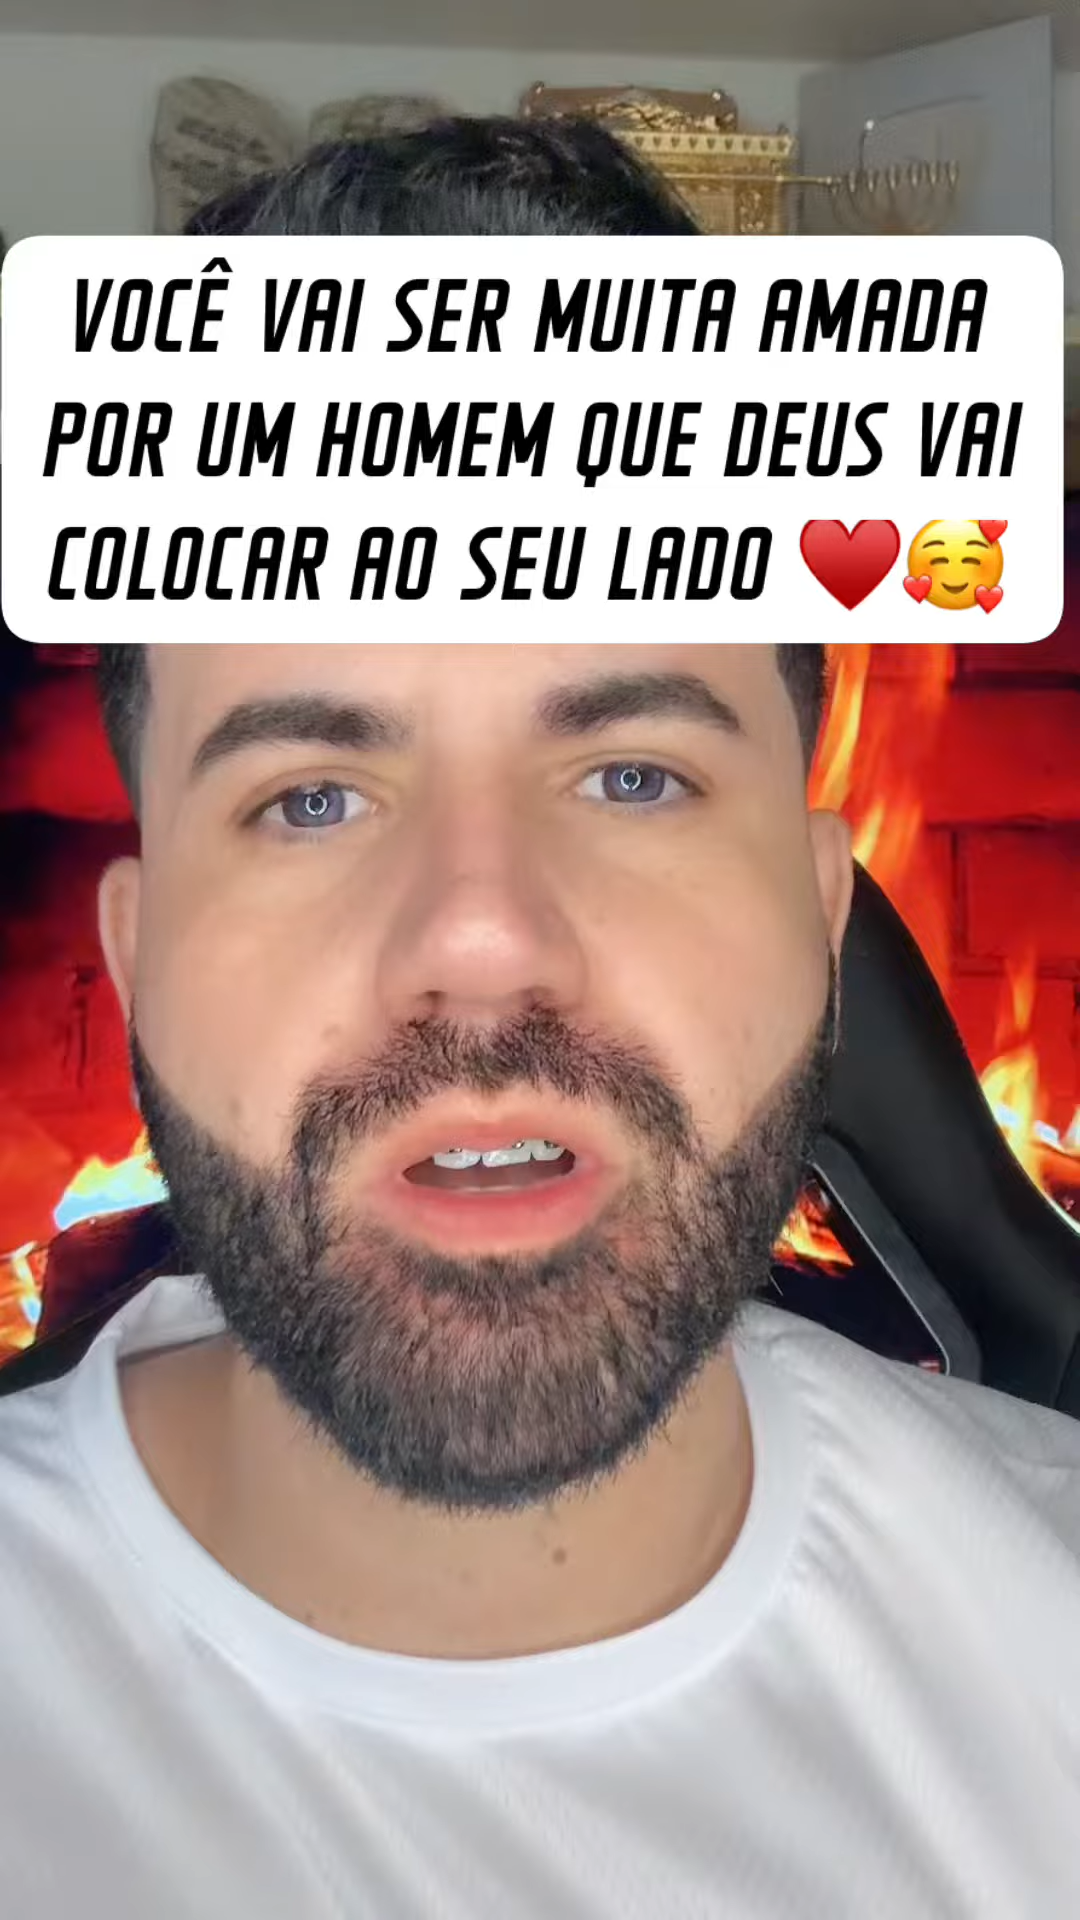 VOCÊ VAI SER MUITA AMADA
POR UM HOMEM QUE DEUS VAI
COLOCAR AO SEU LADO ♥️🥰